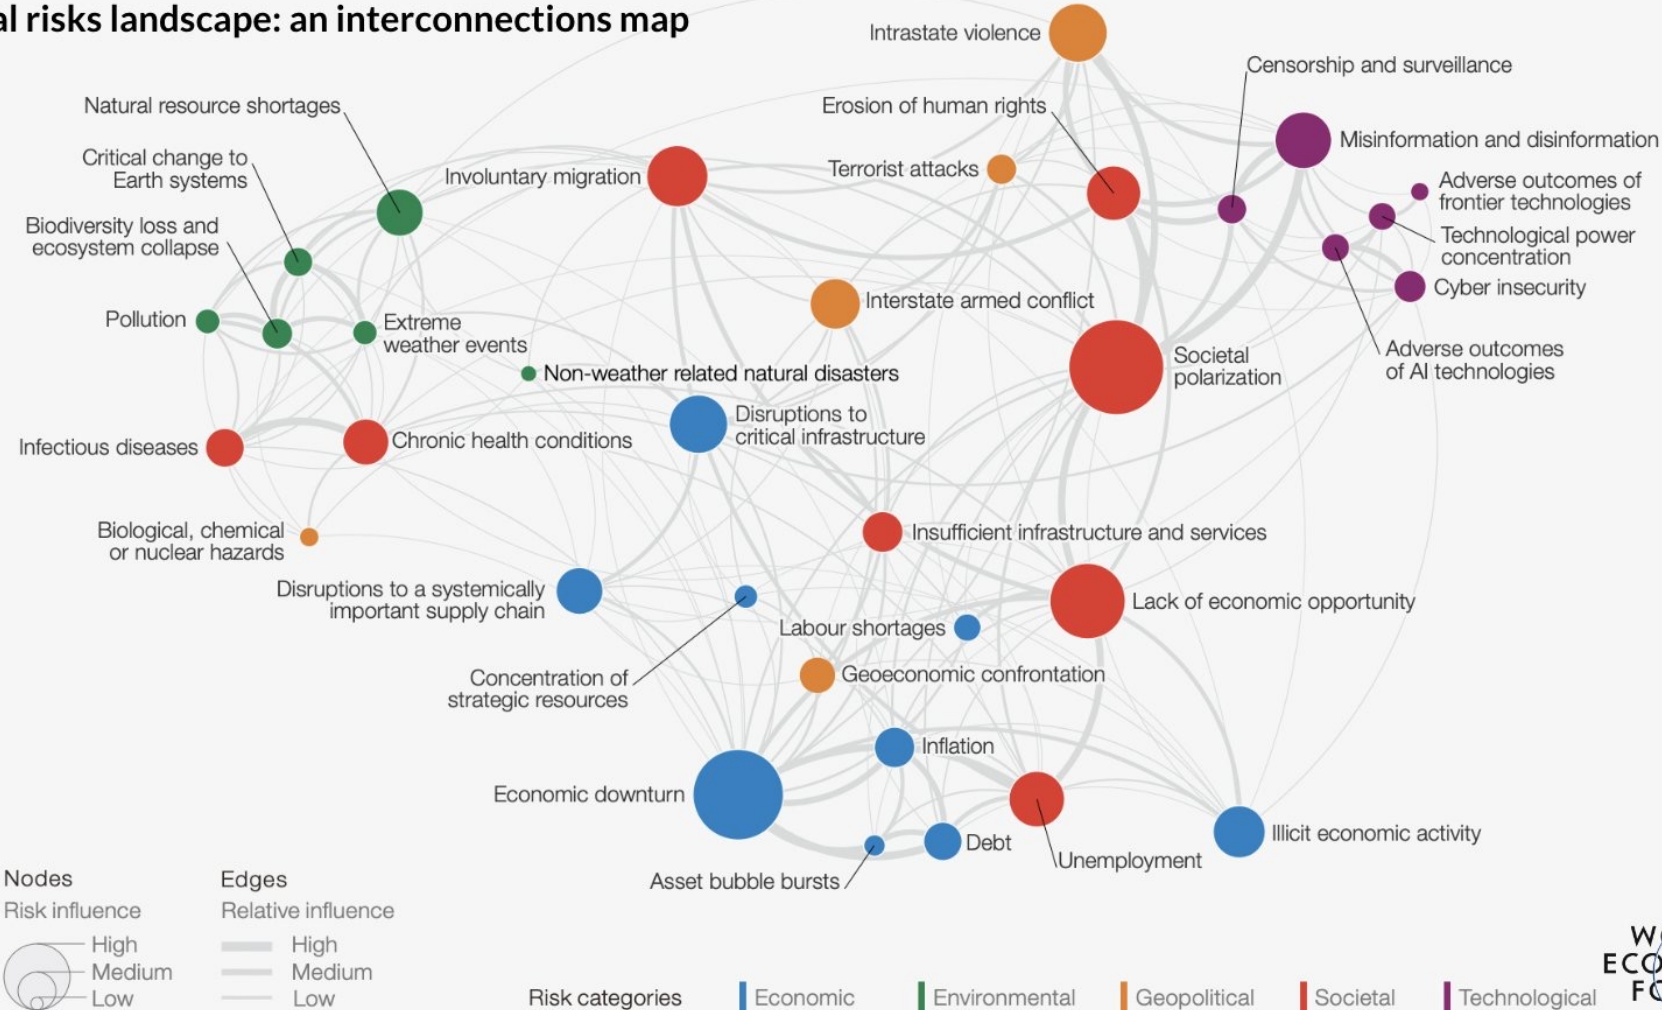 al risks landscape: an interconnections map
Intrastate violence
Censorship and surveillance
Natural resource shortages
Erosion of human rights
Misinformation and disinformation
Critical change to
Earth systems
Involuntary migration
Terrorist attacks
Adverse outcomes of
frontier technologies
Biodiversity loss and
ecosystem collapse
Technological power
concentration
Cyber insecurity
Interstate armed conflict
Pollution
Extreme
weather events
Societal
polarization
Adverse outcomes
of AI technologies
Non-weather related natural disasters
Disruptions to
critical infrastructure
Infectious diseases
Chronic health conditions
Biological, chemical
or nuclear hazards
Insufficient infrastructure and services
Disruptions to a systemically
important supply chain
Lack of economic opportunity
Labour shortages
Concentration of
strategic resources
Geoeconomic confrontation
Inflation
Economic downturn
Debt
Illicit economic activity
Unemployment
Asset bubble bursts
Nodes
Risk influence
High
Medium
Low
Edges
Relative influence
High
Medium
Low
Risk categories
Economic
Environmental
Geopolitical
Societal
Technological
W
ECO
FO